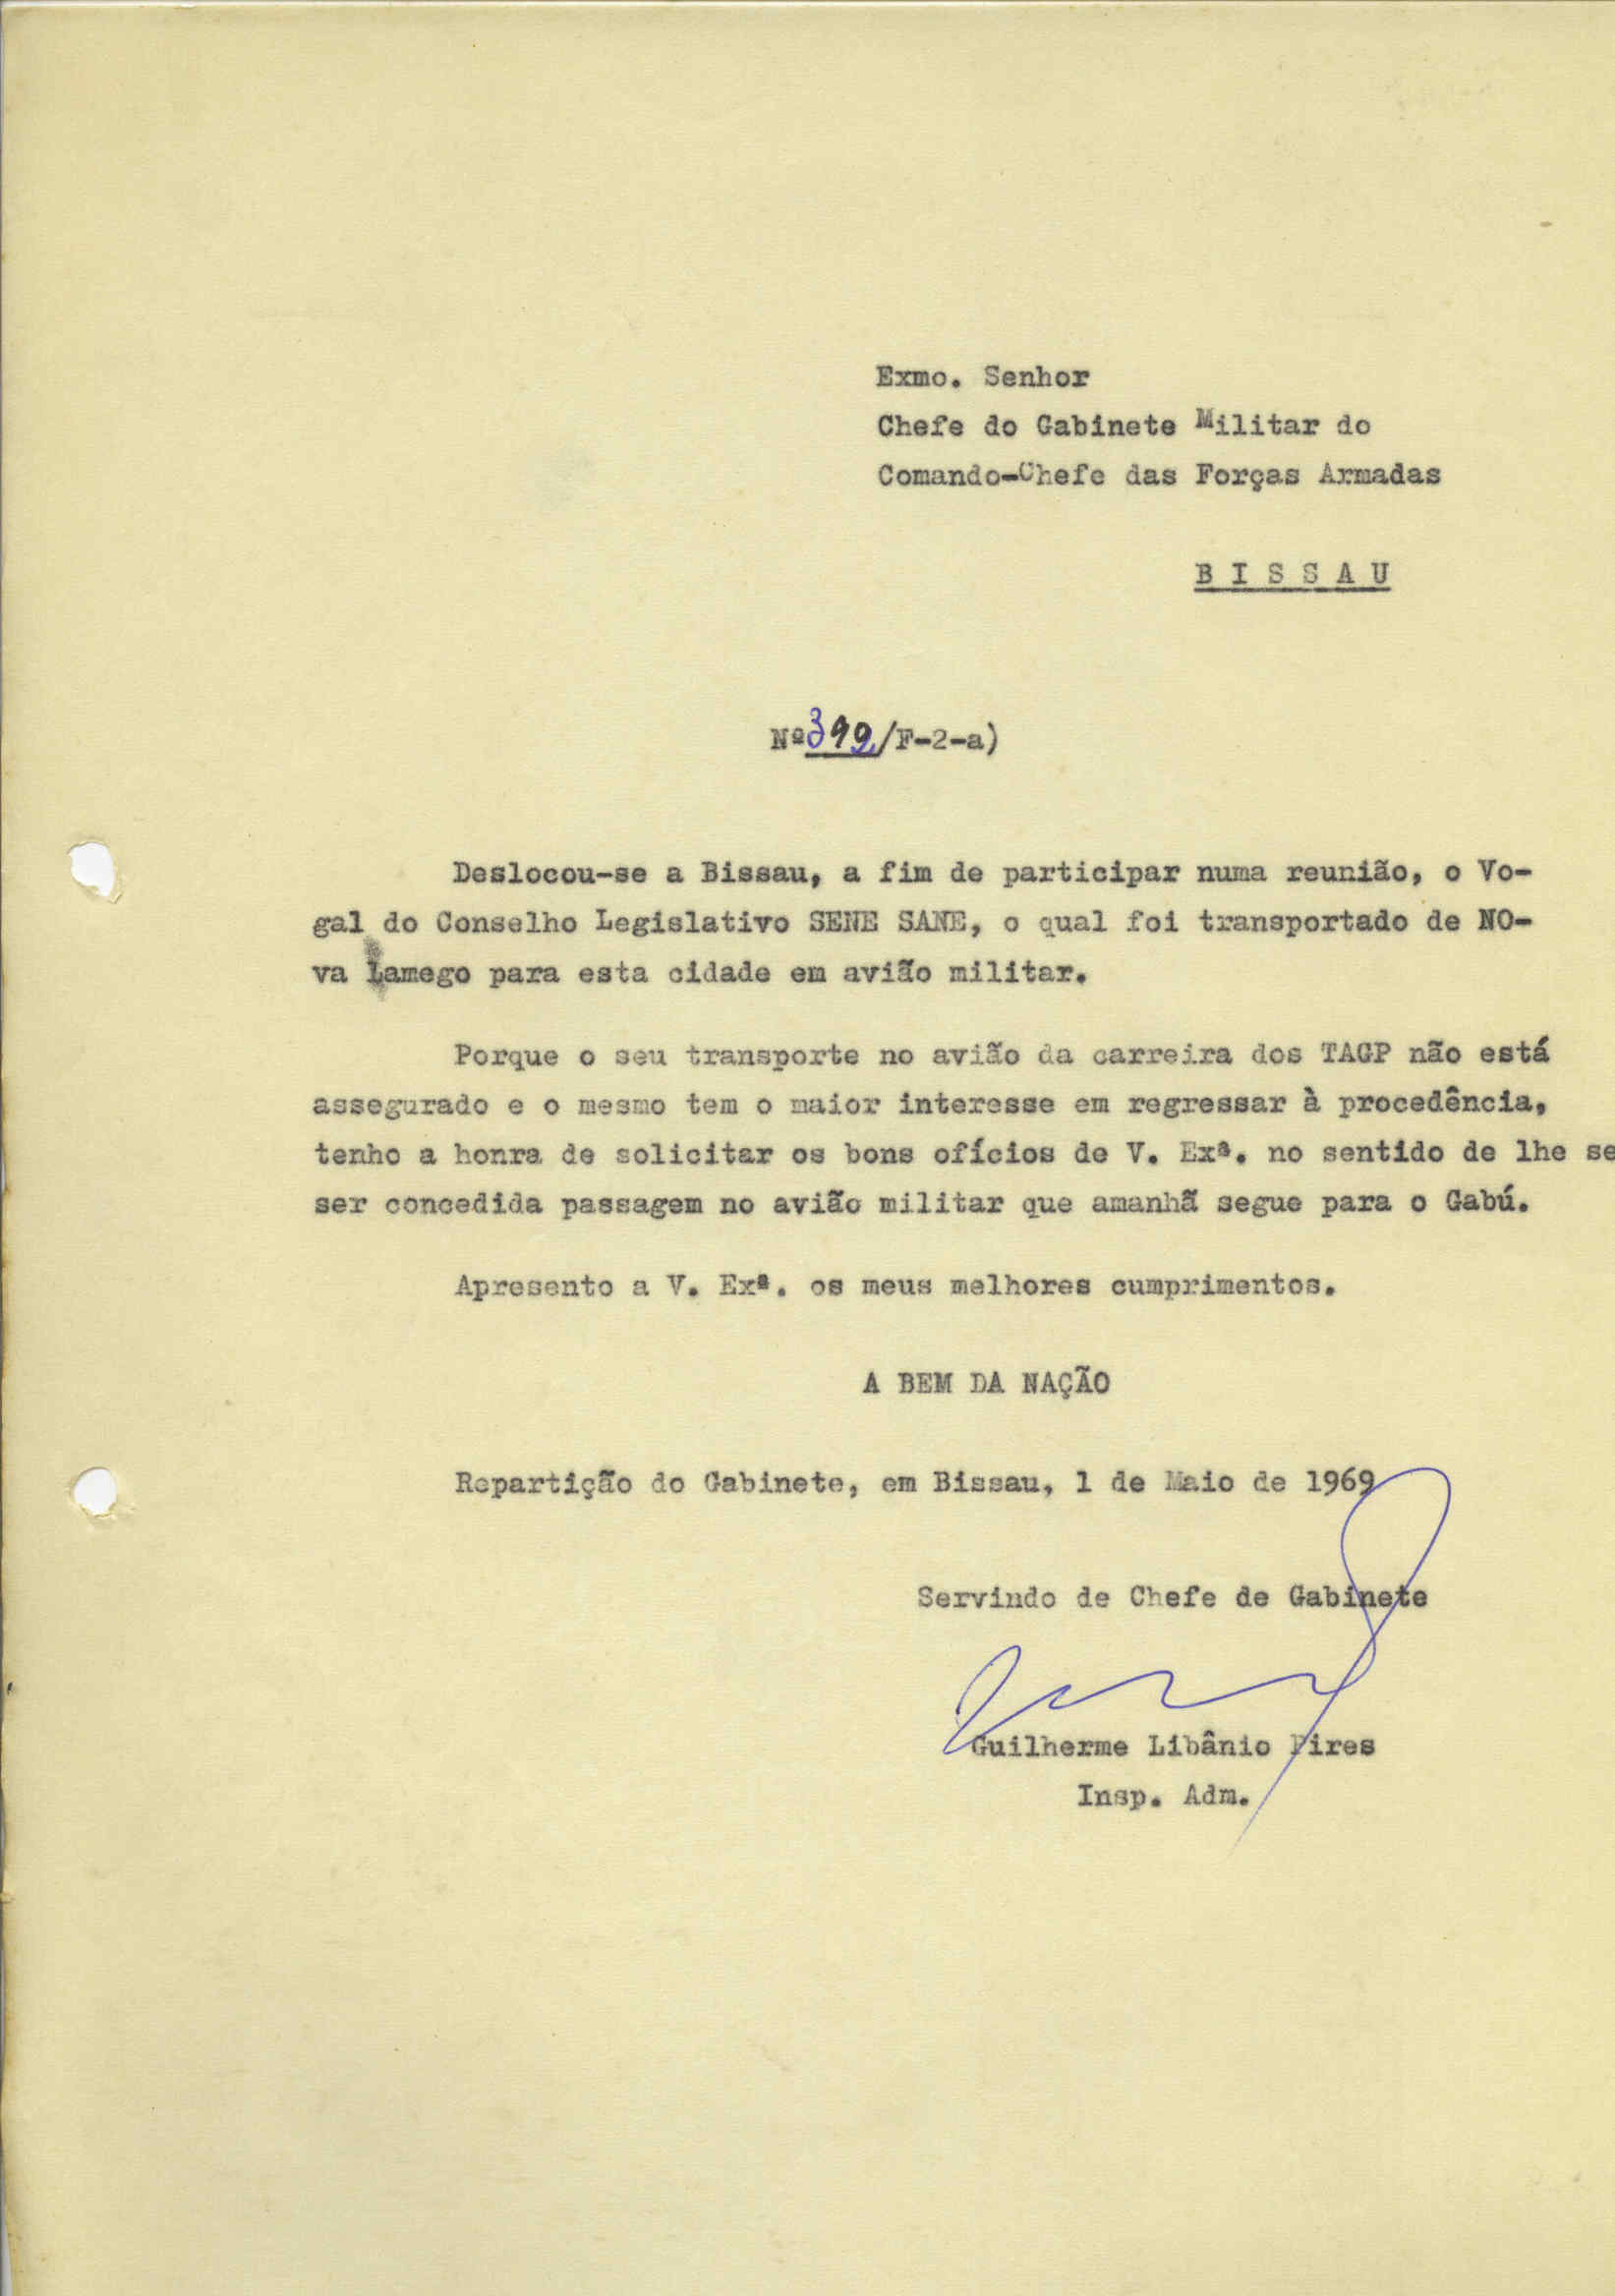 Exmo. Senhor
Chefe do Gabinete Militar do
Comando-Chefe das Forças Armadas
B I S S A U
Nº399/F-2-a)
Deslocou-se a Bissau, a fim de participar numa reunião, o Vo-
gal do Conselho Legislativo SENE SANE, o qual foi transportado de NO-
va Lamego para esta cidade em avião militar.
Porque o seu transporte no avião da carreira dos TAGP não está
assegurado e o mesmo tem o maior interesse em regressar à procedência,
tenho a honra de solicitar os bons ofícios de V. Exª. no sentido de lhe se
ser concedida passagem no avião militar que amanhã segue para o Gabú.
Apresento a V. Exª. os meus melhores cumprimentos.
A BEM DA NAÇÃO
Repartição do Gabinete, em Bissau, 1 de Maio de 1969
Servindo de Chefe de Gabinete
Guilherme Libânio Pires
Insp. Adm.